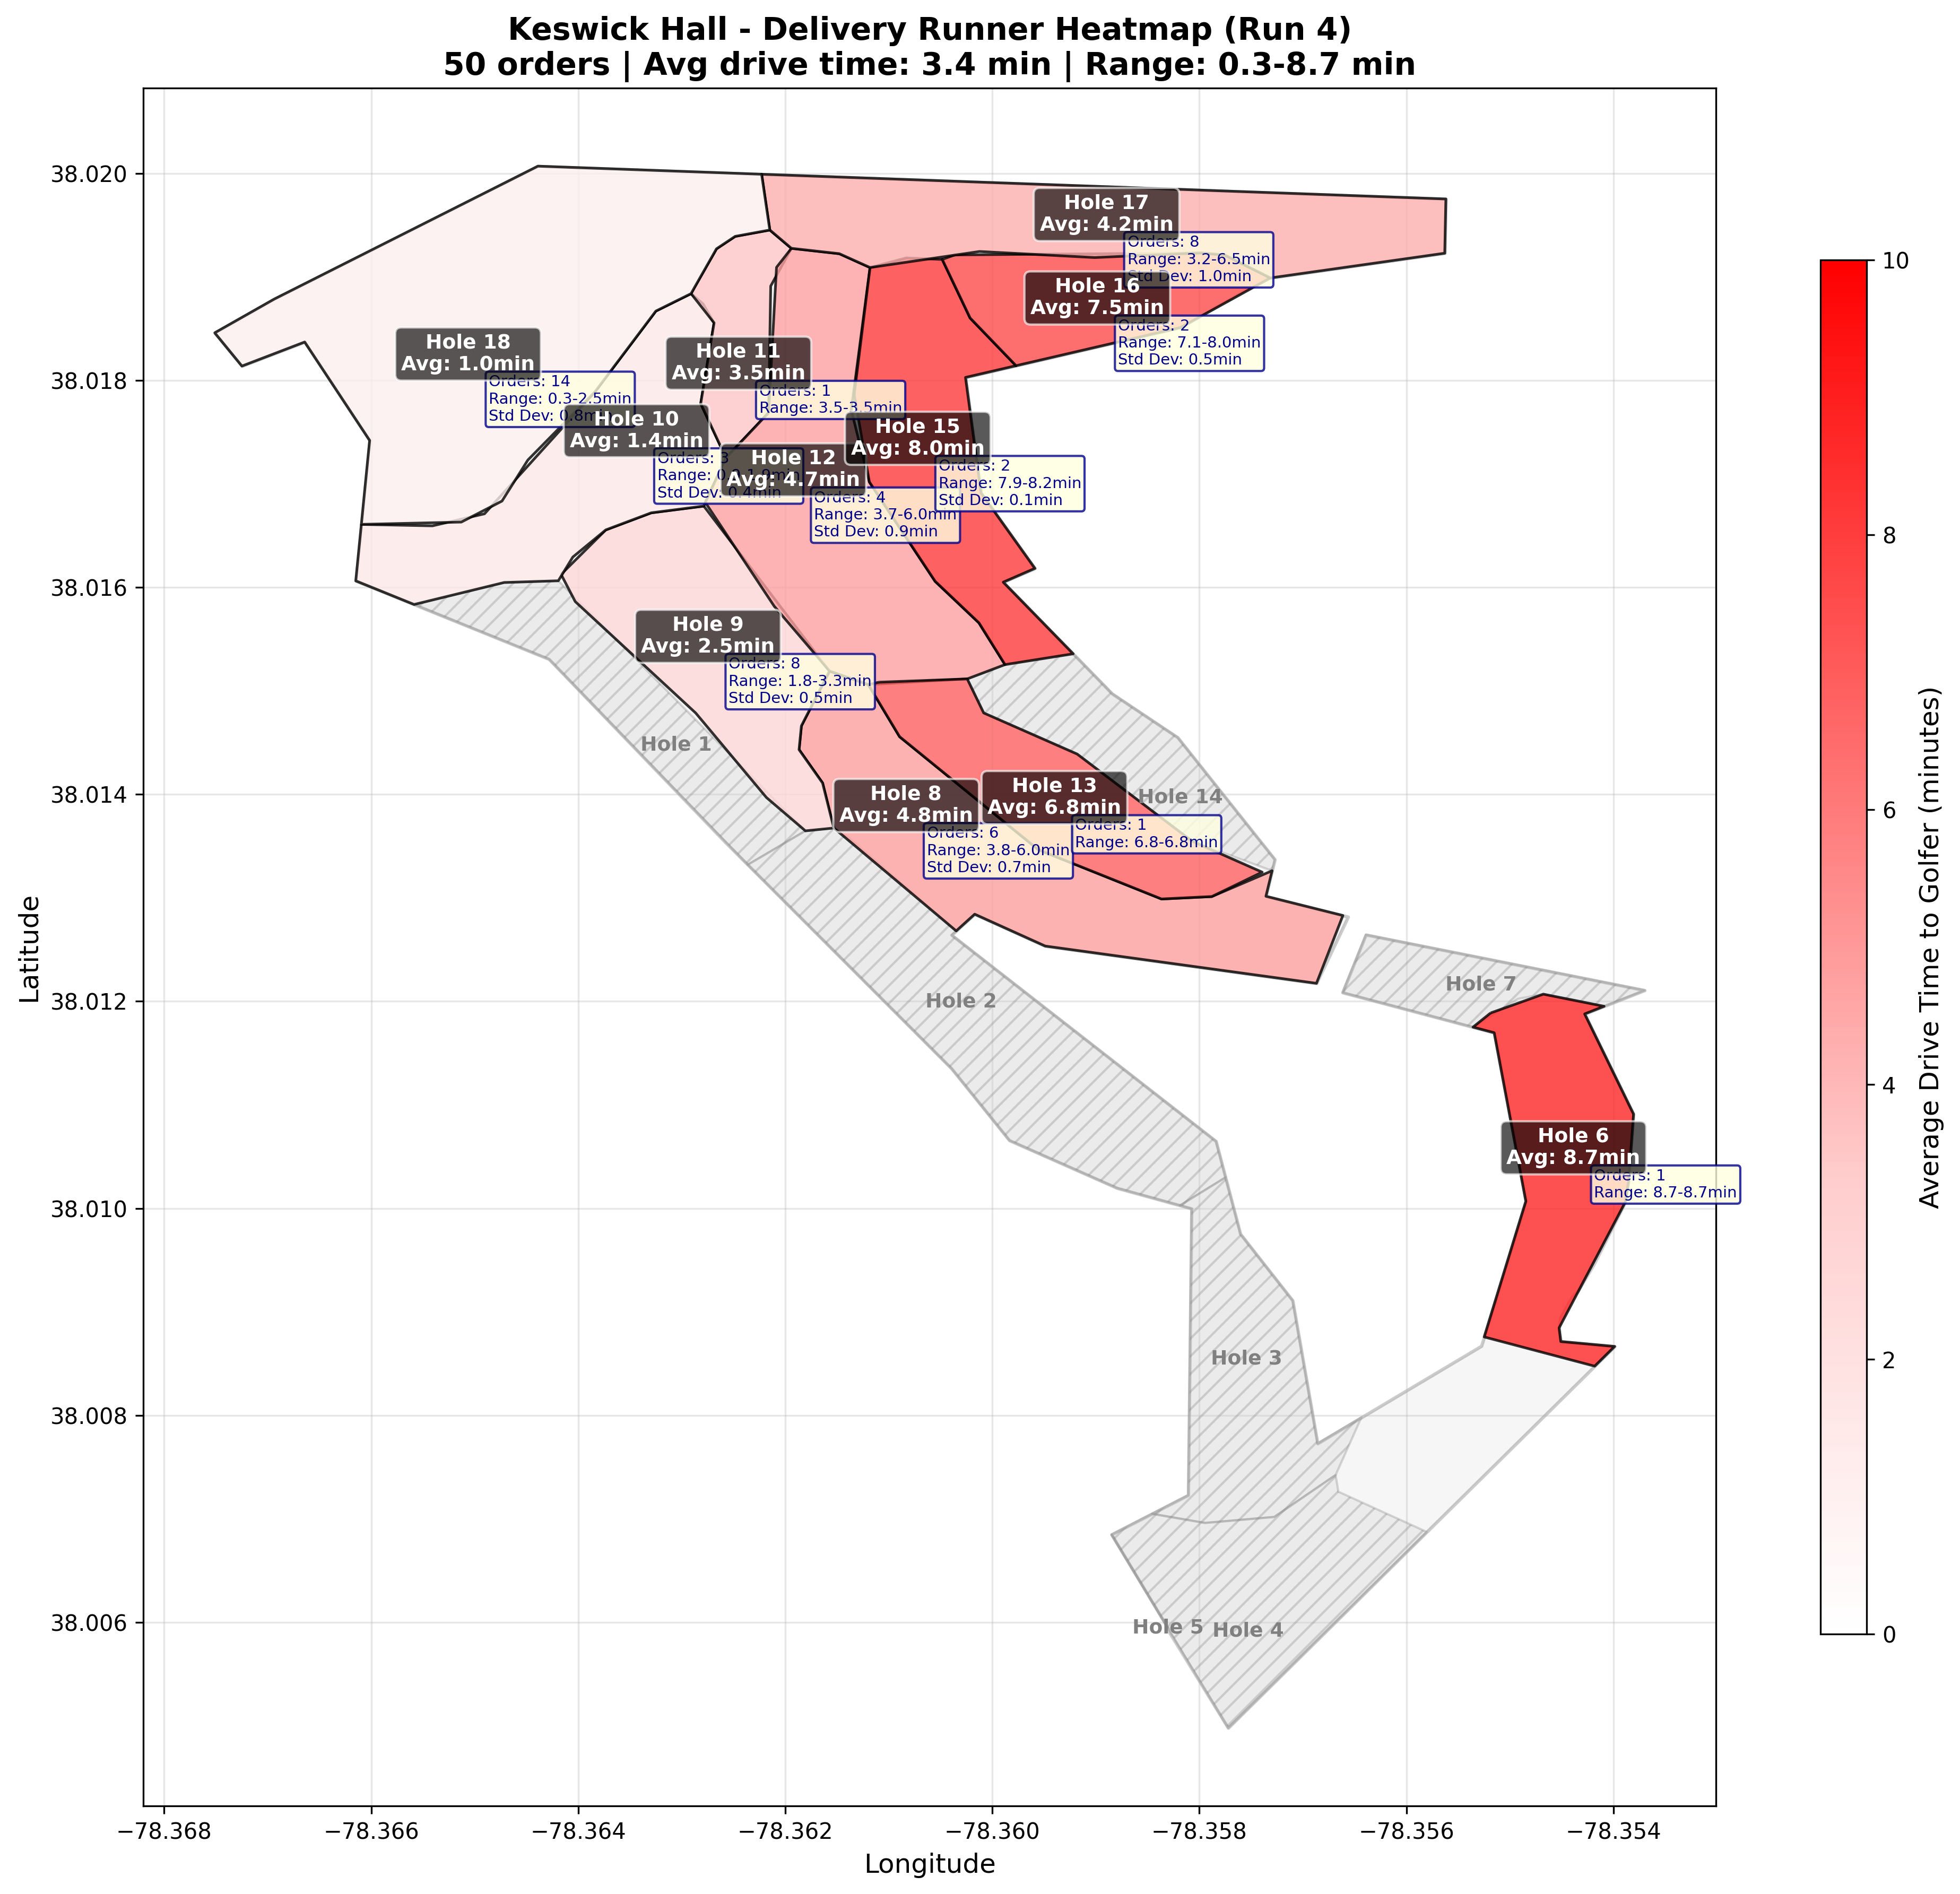 Keswick Hall - Delivery Runner Heatmap (Run 4)
50 orders | Avg drive time: 3.4 min | Range: 0.3-8.7 min
Latitude
38.020
38.018
38.016
38.014
38.012
38.010
38.008
38.006
Hole 17
Avg: 4.2min
Orders: 8
Range: 3.2-6.5min
Std Dev: 1.0min
Hole 16
Avg: 7.5min
Orders: 2
Range: 7.1-8.0min
Std Dev: 0.5min
Hole 18
Avg: 1.0min
Orders: 14
Range: 0.3-2.5min
Std Dev: 0.8min
Hole 11
Avg: 3.5min
Orders: 1
Range: 3.5-3.5min
Hole 10
Avg: 1.4min
Orders: 3
Range:
Std Dev: 0.4min
Hole 15
Avg: 8.0min
Orders: 2
Range: 7.9-8.2min
Std Dev: 0.1min
Hole 12
Avg: 4.7min
Orders: 4
Range: 3.7-6.0min
Std Dev: 0.9min
Hole 9
Avg: 2.5min
Orders: 8
Range: 1.8-3.3min
Std Dev: 0.5min
Hole 1
Hole 8
Avg: 4.8min
Orders: 6
Range: 3.8-6.0min
Std Dev: 0.7min
Hole 13
Avg: 6.8min
Orders: 1
Range: 6.8-6.8min
Hole 14
Hole 2
Hole 7
Hole 6
Avg: 8.7min
Orders: 1
Range: 8.7-8.7min
Hole 3
Hole 5
Hole 4
−78.368
−78.366
−78.364
−78.362
−78.360
−78.358
−78.356
−78.354
Longitude
10
8
6
4
2
0
Average Drive Time to Golfer (minutes)